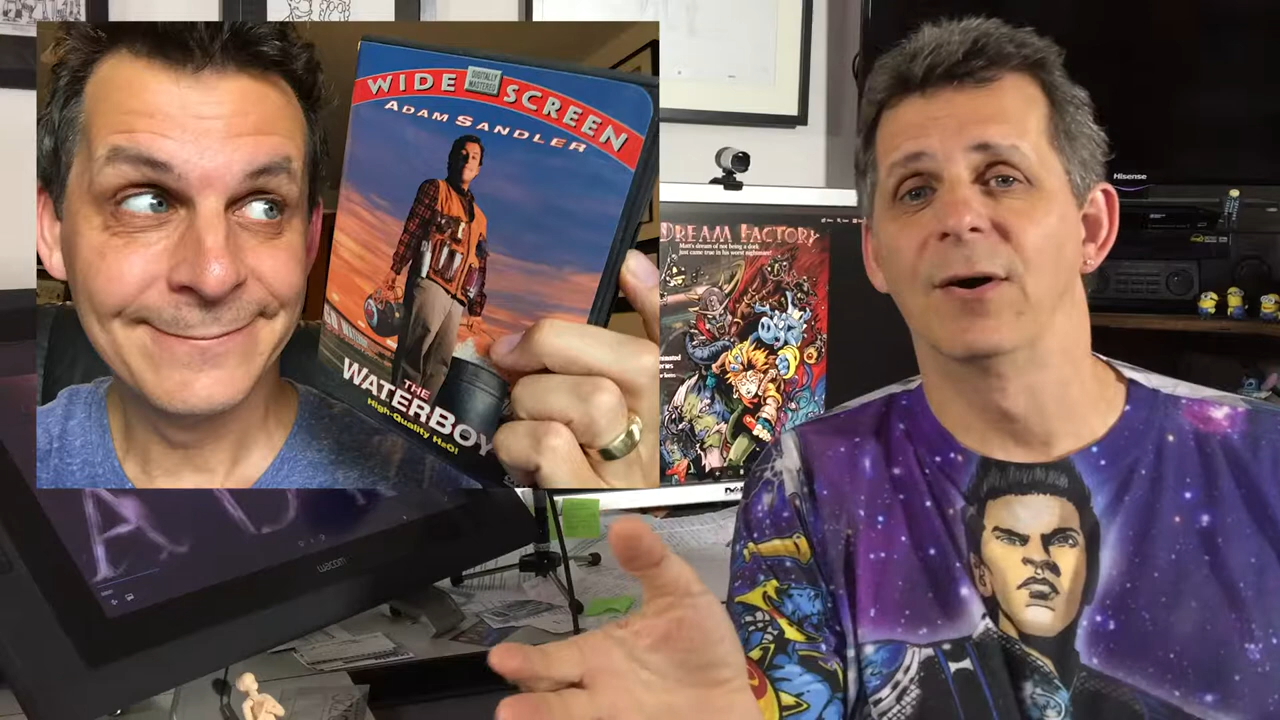 WIDE SCREEN
DIGITALLY
MASTERED
ADAM SANDLER
THE
WATERBOY
High-Quality H2O!
DREAM FACTORY
Matt's dream of not being a dork
just came true in his worst nightmare!
Hisense
wacom